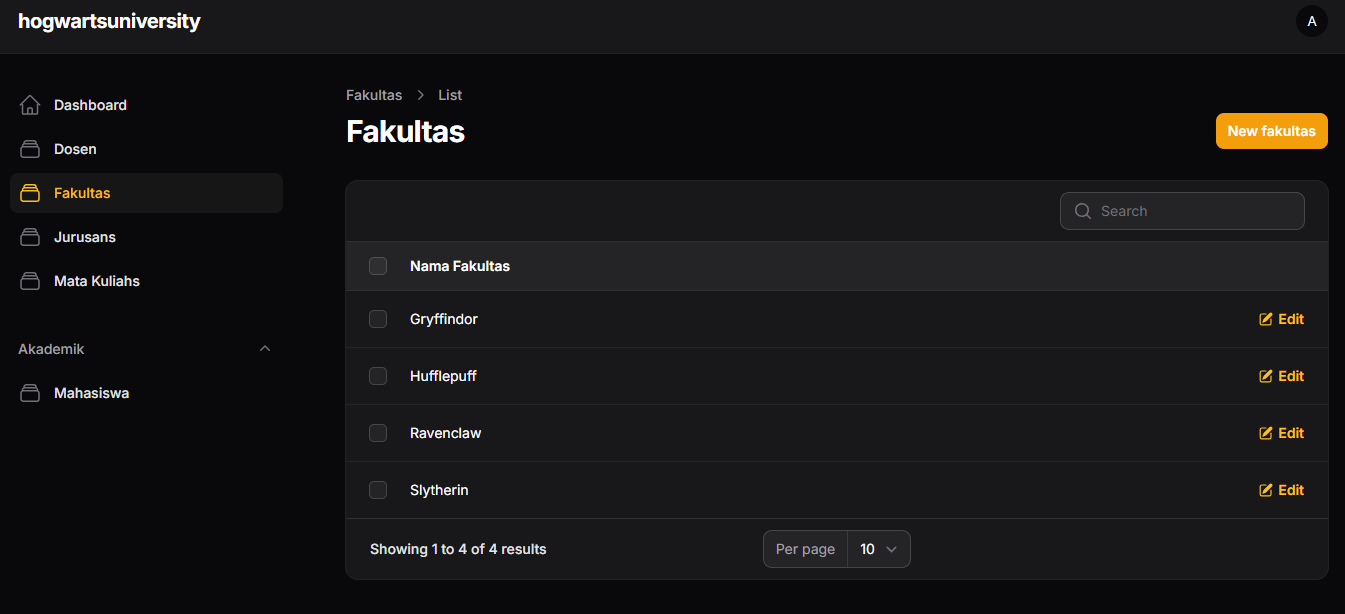 hogwartsuniversity
A
Dashboard
Dosen
Fakultas
Jurusans
Mata Kuliahs
Akademik
Mahasiswa
Fakultas > List
Fakultas
New fakultas
Search
Nama Fakultas
Gryffindor Edit
Hufflepuff Edit
Ravenclaw Edit
Slytherin Edit
Showing 1 to 4 of 4 results
Per page 10